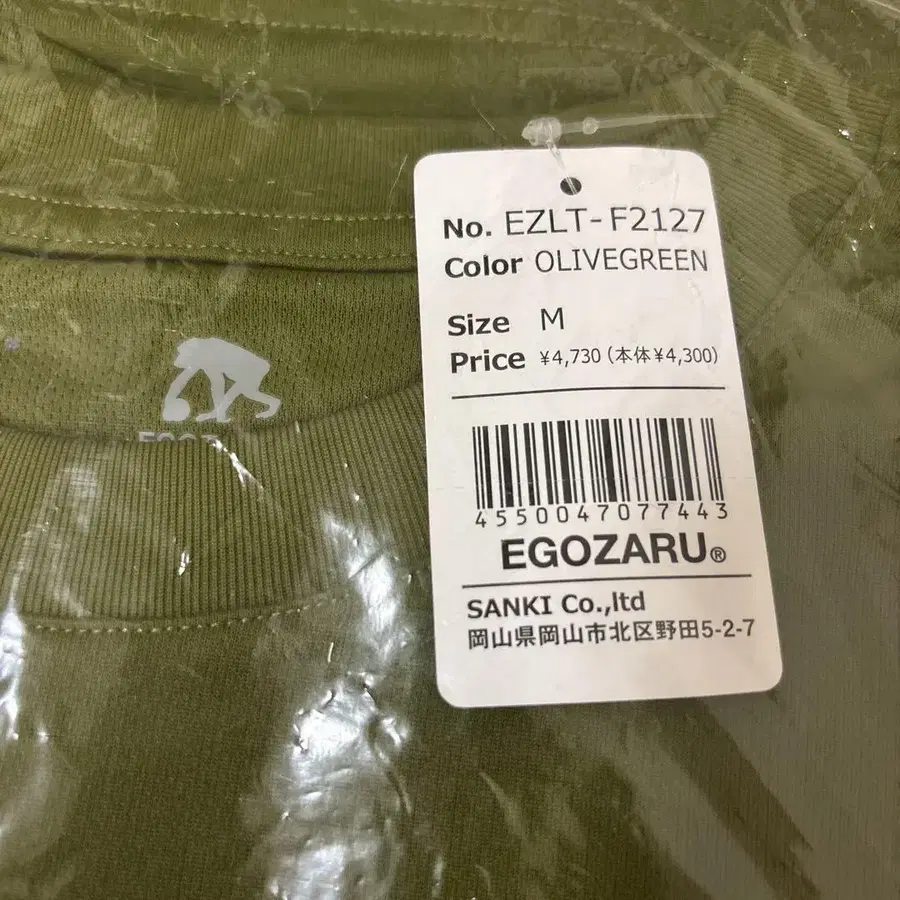 No. EZLT-F2127
Color OLIVEGREEN
Size M
Price ¥4,730（本体¥4,300）
4550047077443
EGOZARU®
SANKI Co.,ltd
岡山県岡山市北区野田5-2-7